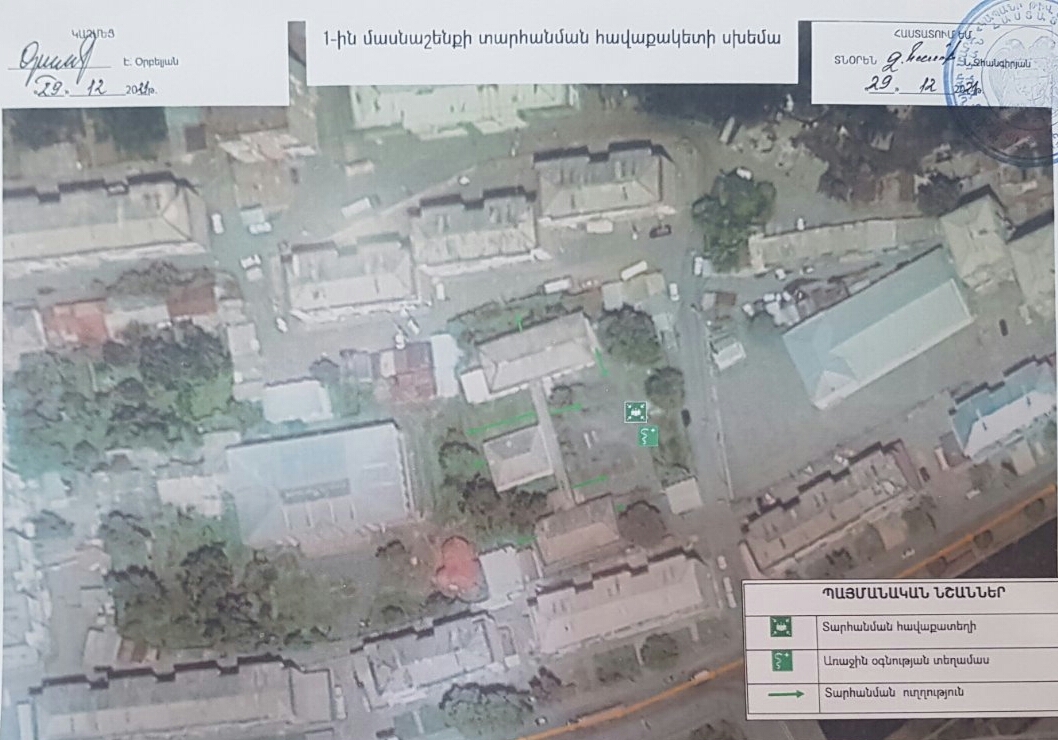 ԿԱԶՄԵՑ
Է. Օրբելյան
29. 12 2021թ.
1-ին մասնաշենքի տարհանման հավաքակետի սխեմա
ՀԱՍՏԱՏՈՒՄ ԵՄ
ՏՆՕՐԵՆ Ն. Ջհանգիրյան
29. 12 2021թ.
ՊԱՅՄԱՆԱԿԱՆ ՆՇԱՆՆԵՐ
Տարհանման հավաքատեղի
Առաջին օգնության տեղամաս
Տարհանման ուղղություն